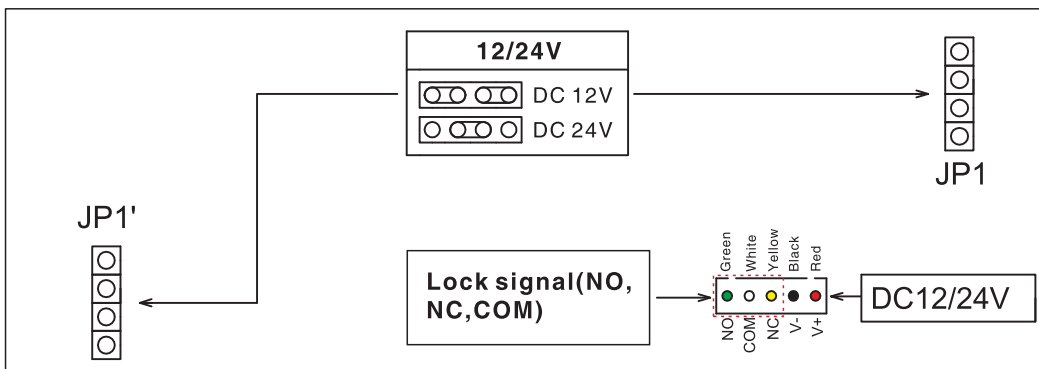 12/24V
DC 12V
DC 24V
JP1
JP1'
Green
White
Yellow
Black
Red
Lock signal(NO,
NC,COM)
DC12/24V
NO
COM
NC
V-
V+